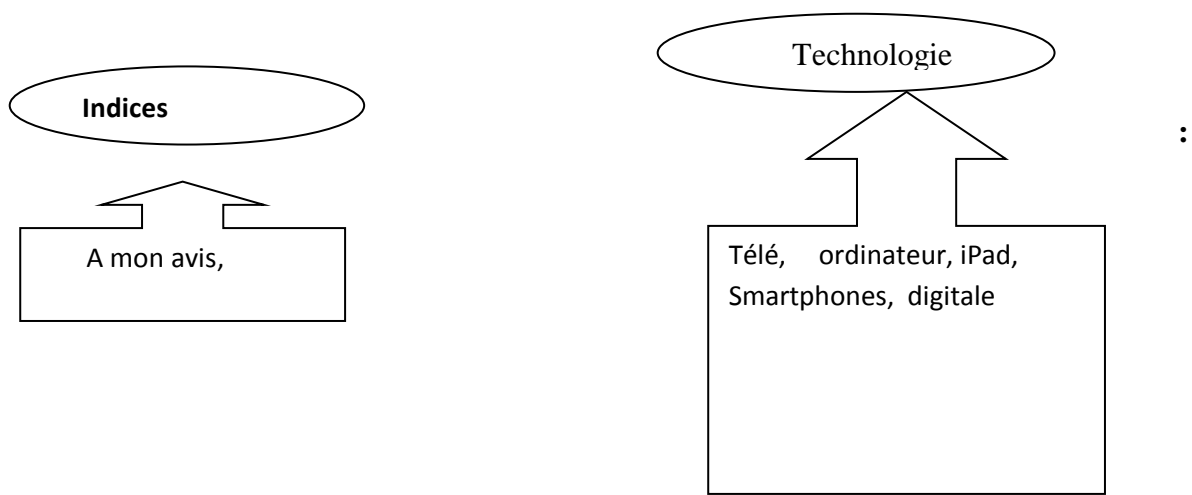 Technologie
Indices
:
A mon avis,
Télé, ordinateur, iPad,
Smartphones, digitale